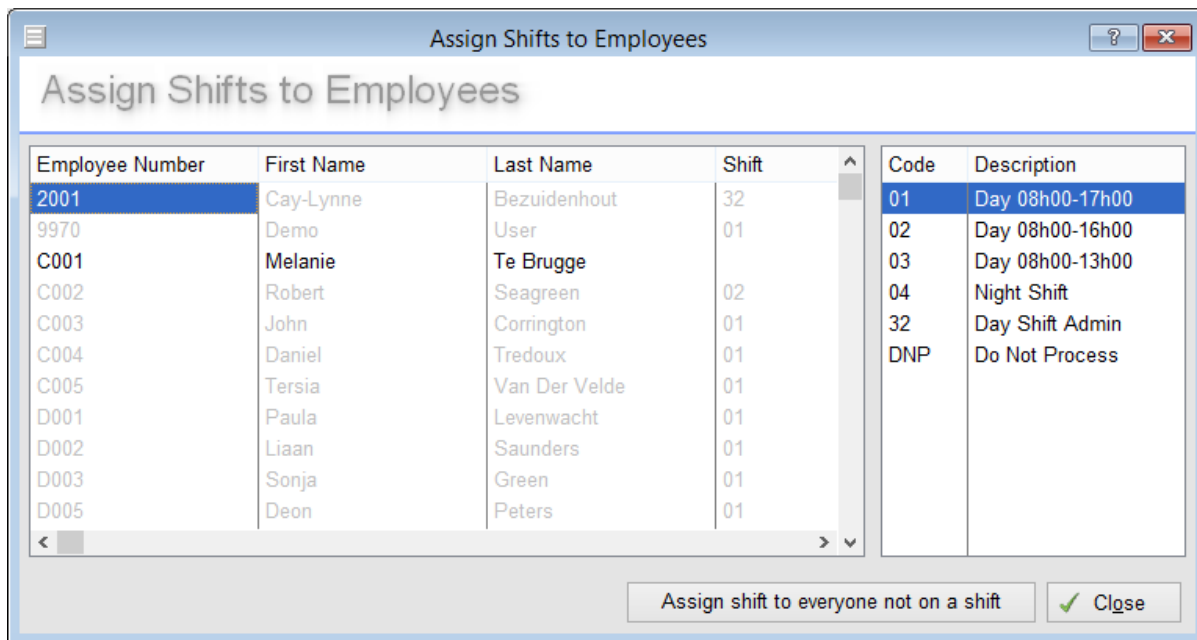 Assign Shifts to Employees
Assign Shifts to Employees
Employee Number First Name Last Name Shift
2001 Cay-Lynne Bezuidenhout 32
9970 Demo User 01
C001 Melanie Te Brugge
C002 Robert Seagreen 02
C003 John Corrington 01
C004 Daniel Tredoux 01
C005 Tersia Van Der Velde 01
D001 Paula Levenwacht 01
D002 Liaan Saunders 01
D003 Sonja Green 01
D005 Deon Peters 01
Code Description
01 Day 08h00-17h00
02 Day 08h00-16h00
03 Day 08h00-13h00
04 Night Shift
32 Day Shift Admin
DNP Do Not Process
Assign shift to everyone not on a shift Close